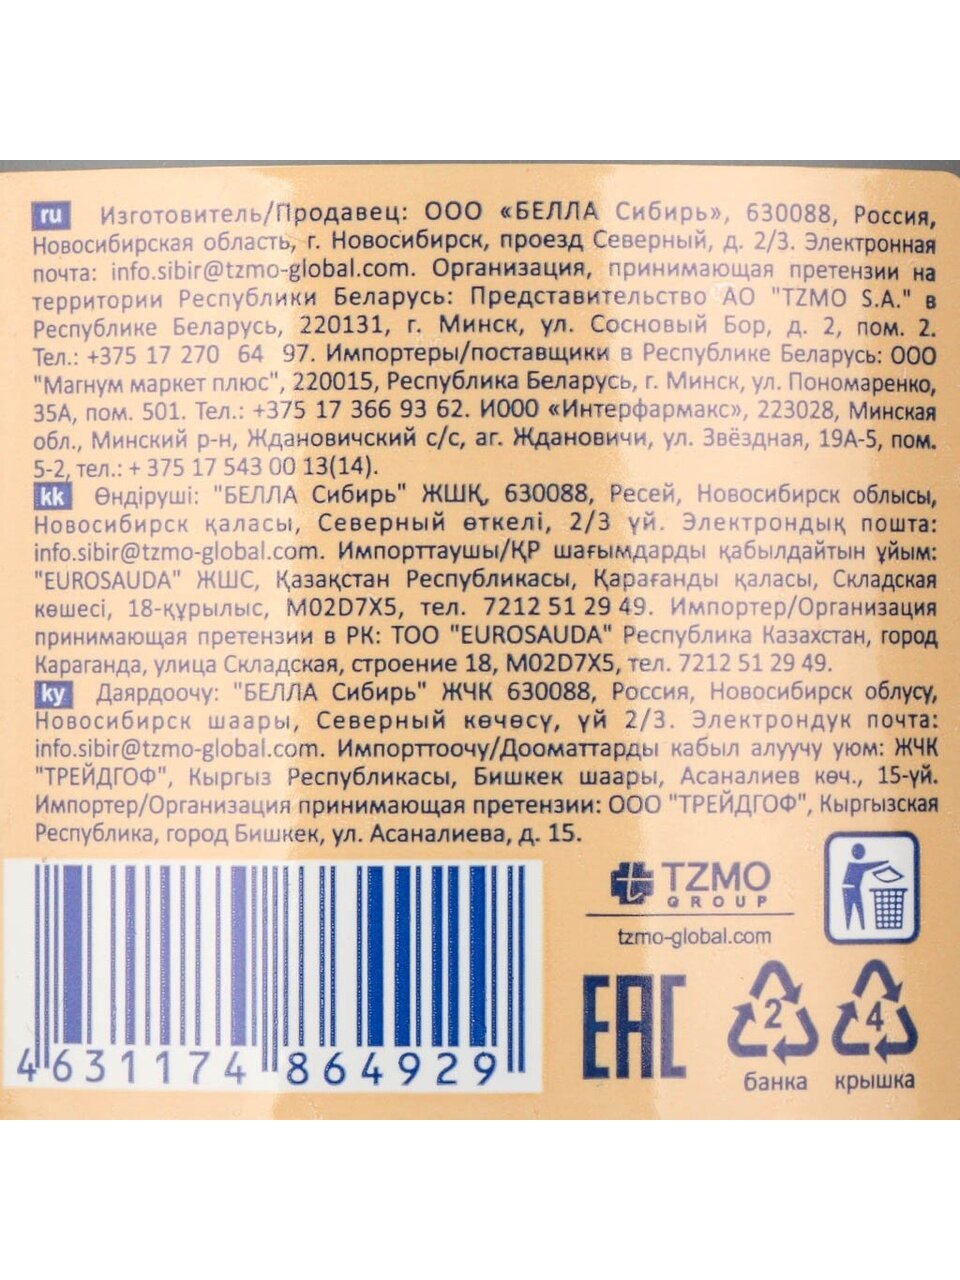 ru Изготовитель/Продавец: ООО «БЕЛЛА Сибирь», 630088, Россия,
Новосибирская область, г. Новосибирск, проезд Северный, д. 2/3. Электронная
почта: info.sibir@tzmo-global.com. Организация, принимающая претензии на
территории Республики Беларусь: Представительство АО "TZMO S.A." в
Республике Беларусь, 220131, г. Минск, ул. Сосновый Бор, д. 2, пом. 2.
Тел.: +375 17 270 64 97. Импортеры/поставщики в Республике Беларусь: ООО
"Магнум маркет плюс", 220015, Республика Беларусь, г. Минск, ул. Пономаренко,
35А, пом. 501. Тел.: +375 17 366 93 62. ИООО «Интерфармакс», 223028, Минская
обл., Минский р-н, Ждановичский с/с, аг. Ждановичи, ул. Звёздная, 19А-5, пом.
5-2, тел.: + 375 17 543 00 13(14).
kk Өндіруші: "БЕЛЛА Сибирь" ЖШҚ, 630088, Ресей, Новосибирск облысы,
Новосибирск қаласы, Северный өткелі, 2/3 үй. Электрондық пошта:
info.sibir@tzmo-global.com. Импорттаушы/ҚР шағымдарды қабылдайтын ұйым:
"EUROSAUDA" ЖШС, Қазақстан Республикасы, Қарағанды қаласы, Складская
көшесі, 18-құрылыс, M02D7X5, тел. 7212 51 29 49. Импортер/Организация
принимающая претензии в РК: ТОО "EUROSAUDA" Республика Казахстан, город
Караганда, улица Складская, строение 18, M02D7X5, тел. 7212 51 29 49.
ky Даярдоочу: "БЕЛЛА Сибирь" ЖЧК 630088, Россия, Новосибирск облусу,
Новосибирск шаары, Северный көчөсу, үй 2/3. Электрондук почта:
info.sibir@tzmo-global.com. Импорттоочу/Дооматтарды кабыл алуучу уюм: ЖЧК
"ТРЕЙДГОФ", Кыргыз Республикасы, Бишкек шаары, Асаналиев көч., 15-үй.
Импортер/Организация принимающая претензии: ООО "ТРЕЙДГОФ", Кыргызская
Республика, город Бишкек, ул. Асаналиева, д. 15.
TZMO
GROUP
tzmo-global.com
4 631174 864929
EAC
2
банка
4
крышка